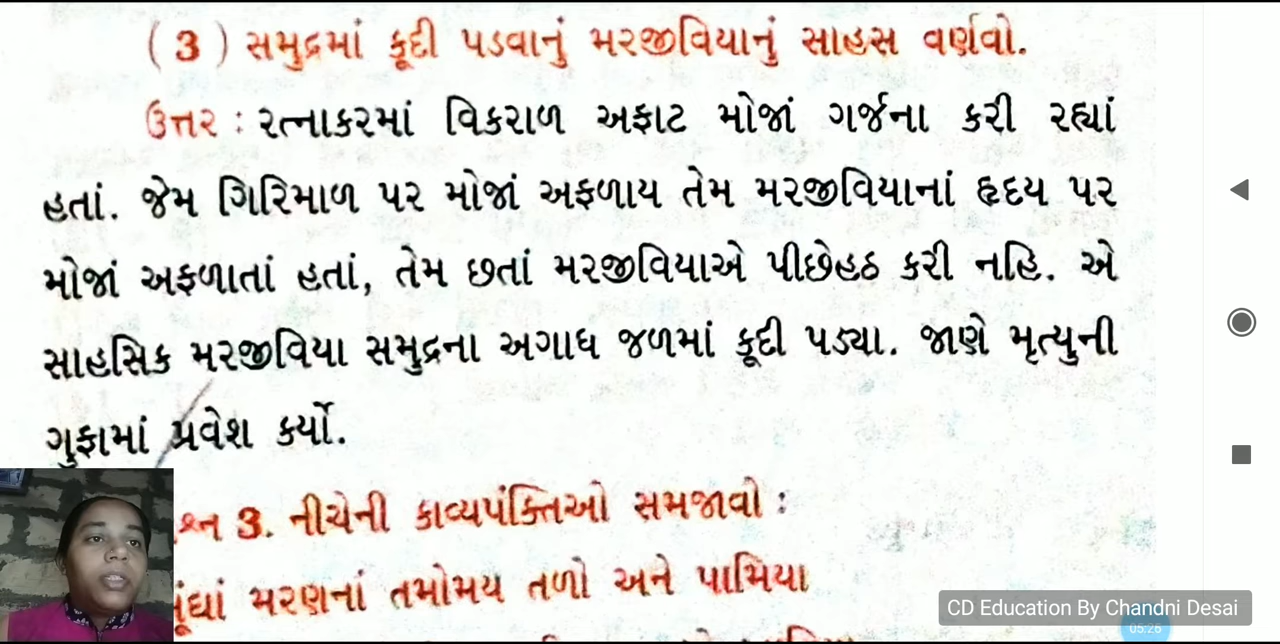 ( 3 ) સમુદ્રમાં કૂદી પડવાનું મરજીવિયાનું સાહસ વર્ણવો.
ઉત્તર : રત્નાકરમાં વિકરાળ અફાટ મોજાં ગર્જના કરી રહ્યાં
હતાં. જેમ ગિરિમાળ પર મોજાં અફળાય તેમ મરજીવિયાનાં હૃદય પર
મોજાં અફળાતાં હતાં, તેમ છતાં મરજીવિયાએ પીછેહઠ કરી નહિ. એ
સાહસિક મરજીવિયા સમુદ્રના અગાધ જળમાં કૂદી પડ્યા. જાણે મૃત્યુની
ગુફામાં પ્રવેશ કર્યો.
3. નીચેની કાવ્યપંક્તિઓ સમજાવો :
મરણનાં તમોમય તળો અને પામિયા
CD Education By Chandni Desai
05:26